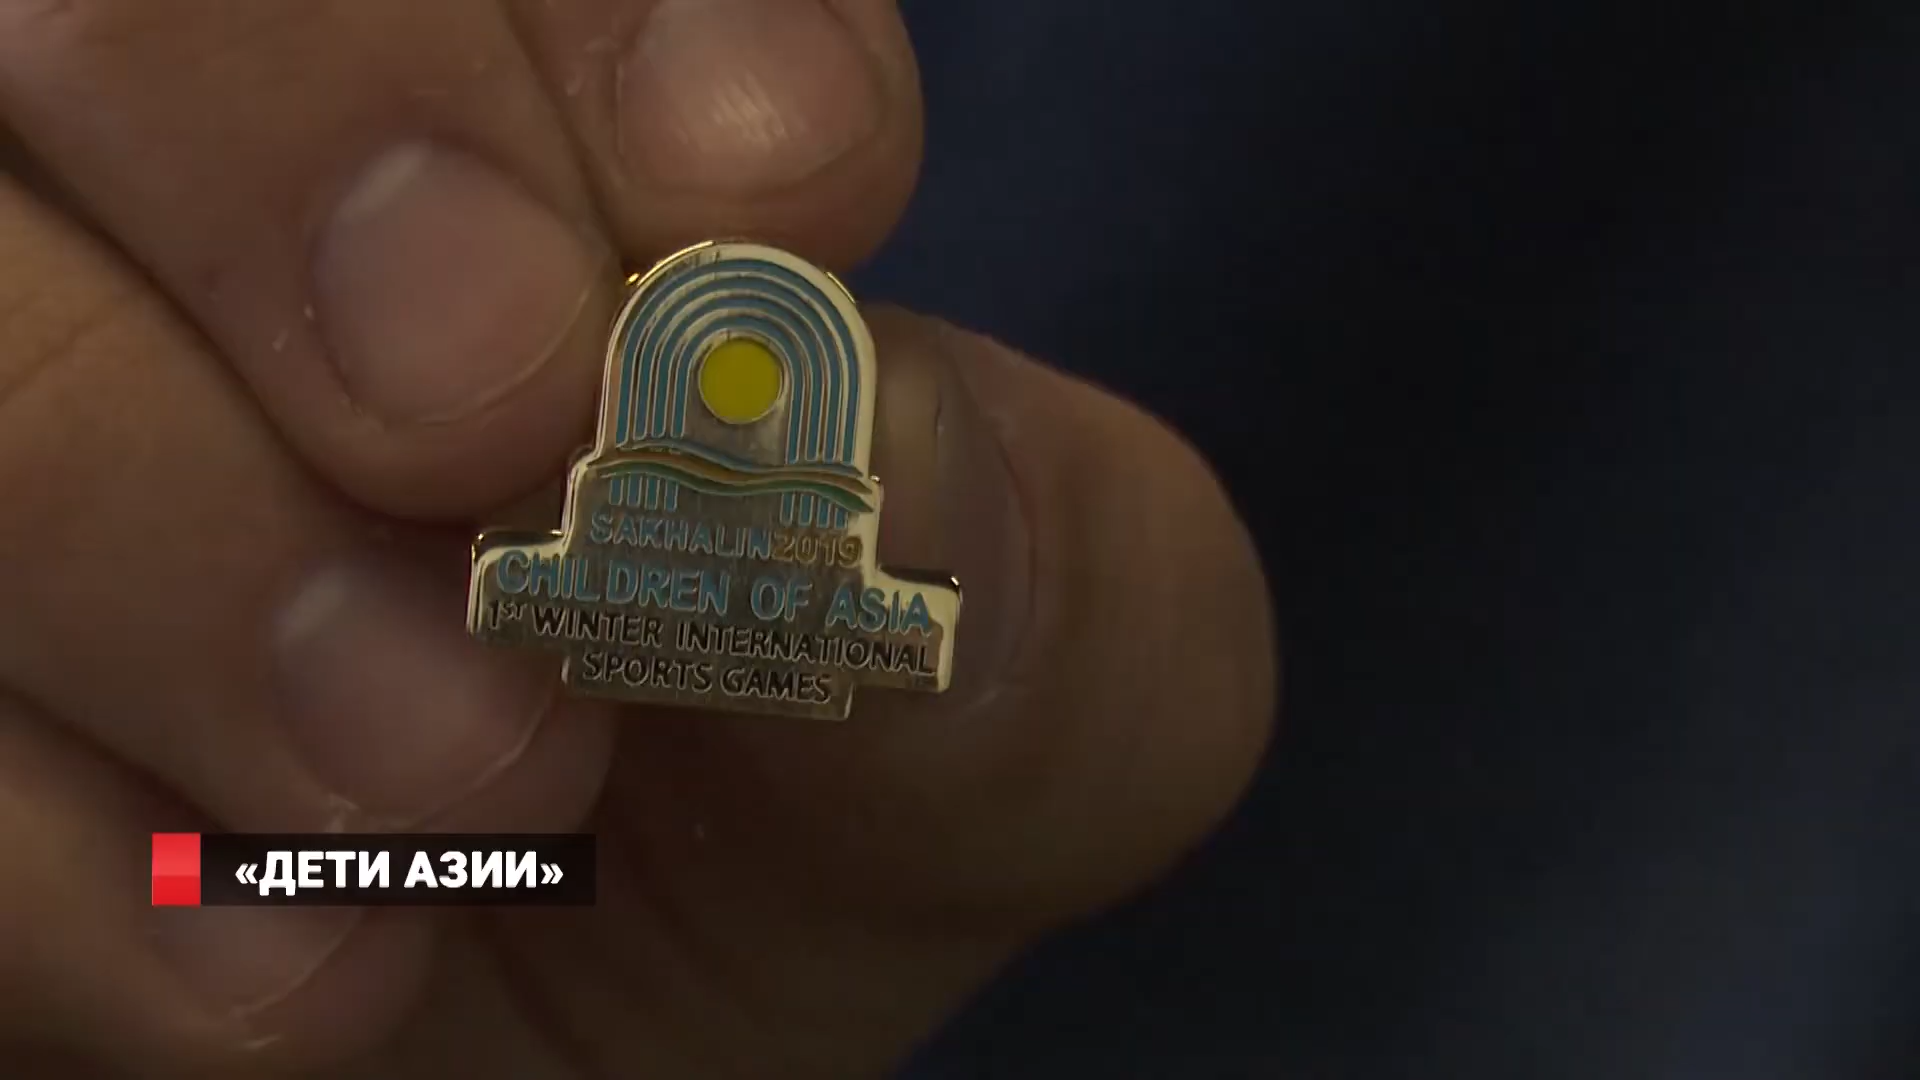 SAKHALIN2019
CHILDREN OF ASIA
1ST WINTER INTERNATIONAL
SPORTS GAMES
«ДЕТИ АЗИИ»